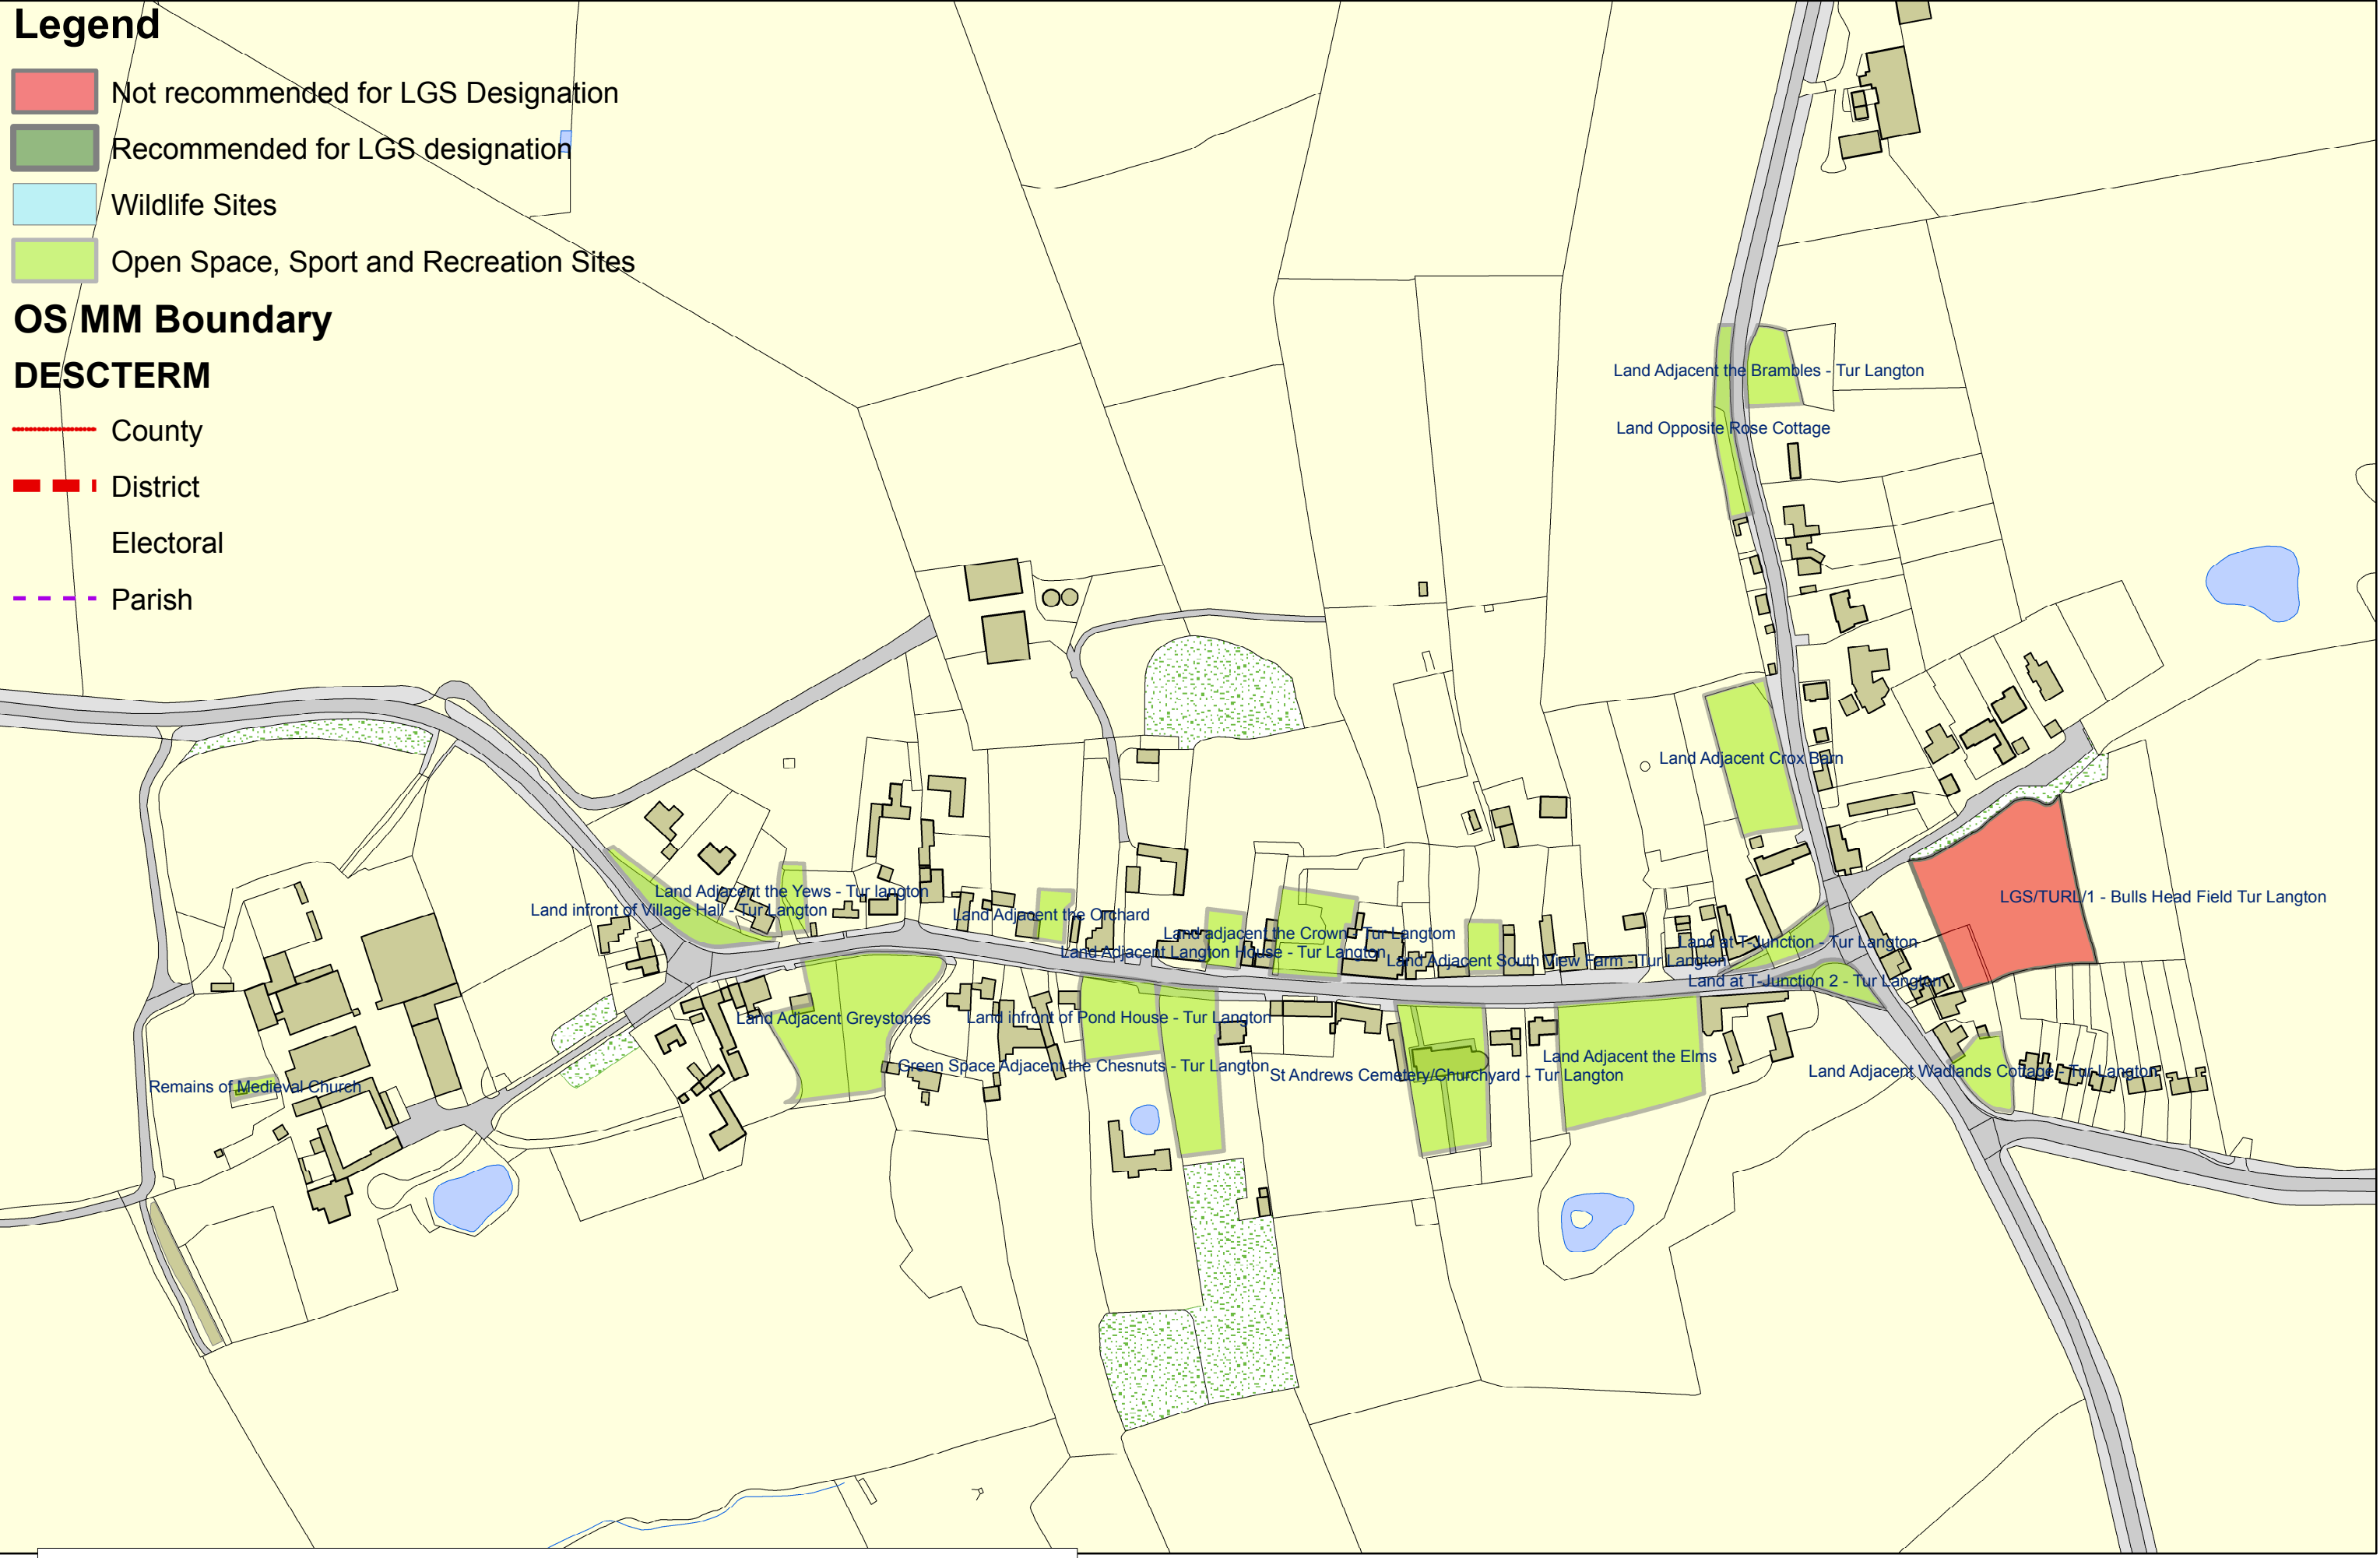 Legend
Not recommended for LGS Designation
Recommended for LGS designation
Wildlife Sites
Open Space, Sport and Recreation Sites
OS MM Boundary
DESCTERM
County
District
Electoral
Parish
Land Adjacent the Brambles - Tur Langton
Land Opposite Rose Cottage
Land Adjacent Crox Barn
LGS/TURL/1 - Bulls Head Field Tur Langton
Land Adjacent the Yews - Tur langton
Land infront of Village Hall - Tur Langton
Land Adjacent the Orchard
Land adjacent the Crown - Tur Langtom
Land Adjacent Langton House - Tur Langton
Land Adjacent South View Farm - Tur Langton
Land at T-Junction - Tur Langton
Land at T-Junction 2 - Tur Langton
Land Adjacent Greystones
Land infront of Pond House - Tur Langton
Green Space Adjacent the Chesnuts - Tur Langton
St Andrews Cemetery/Churchyard - Tur Langton
Land Adjacent the Elms
Land Adjacent Wadlands Cottage - Tur Langton
Remains of Medieval Church